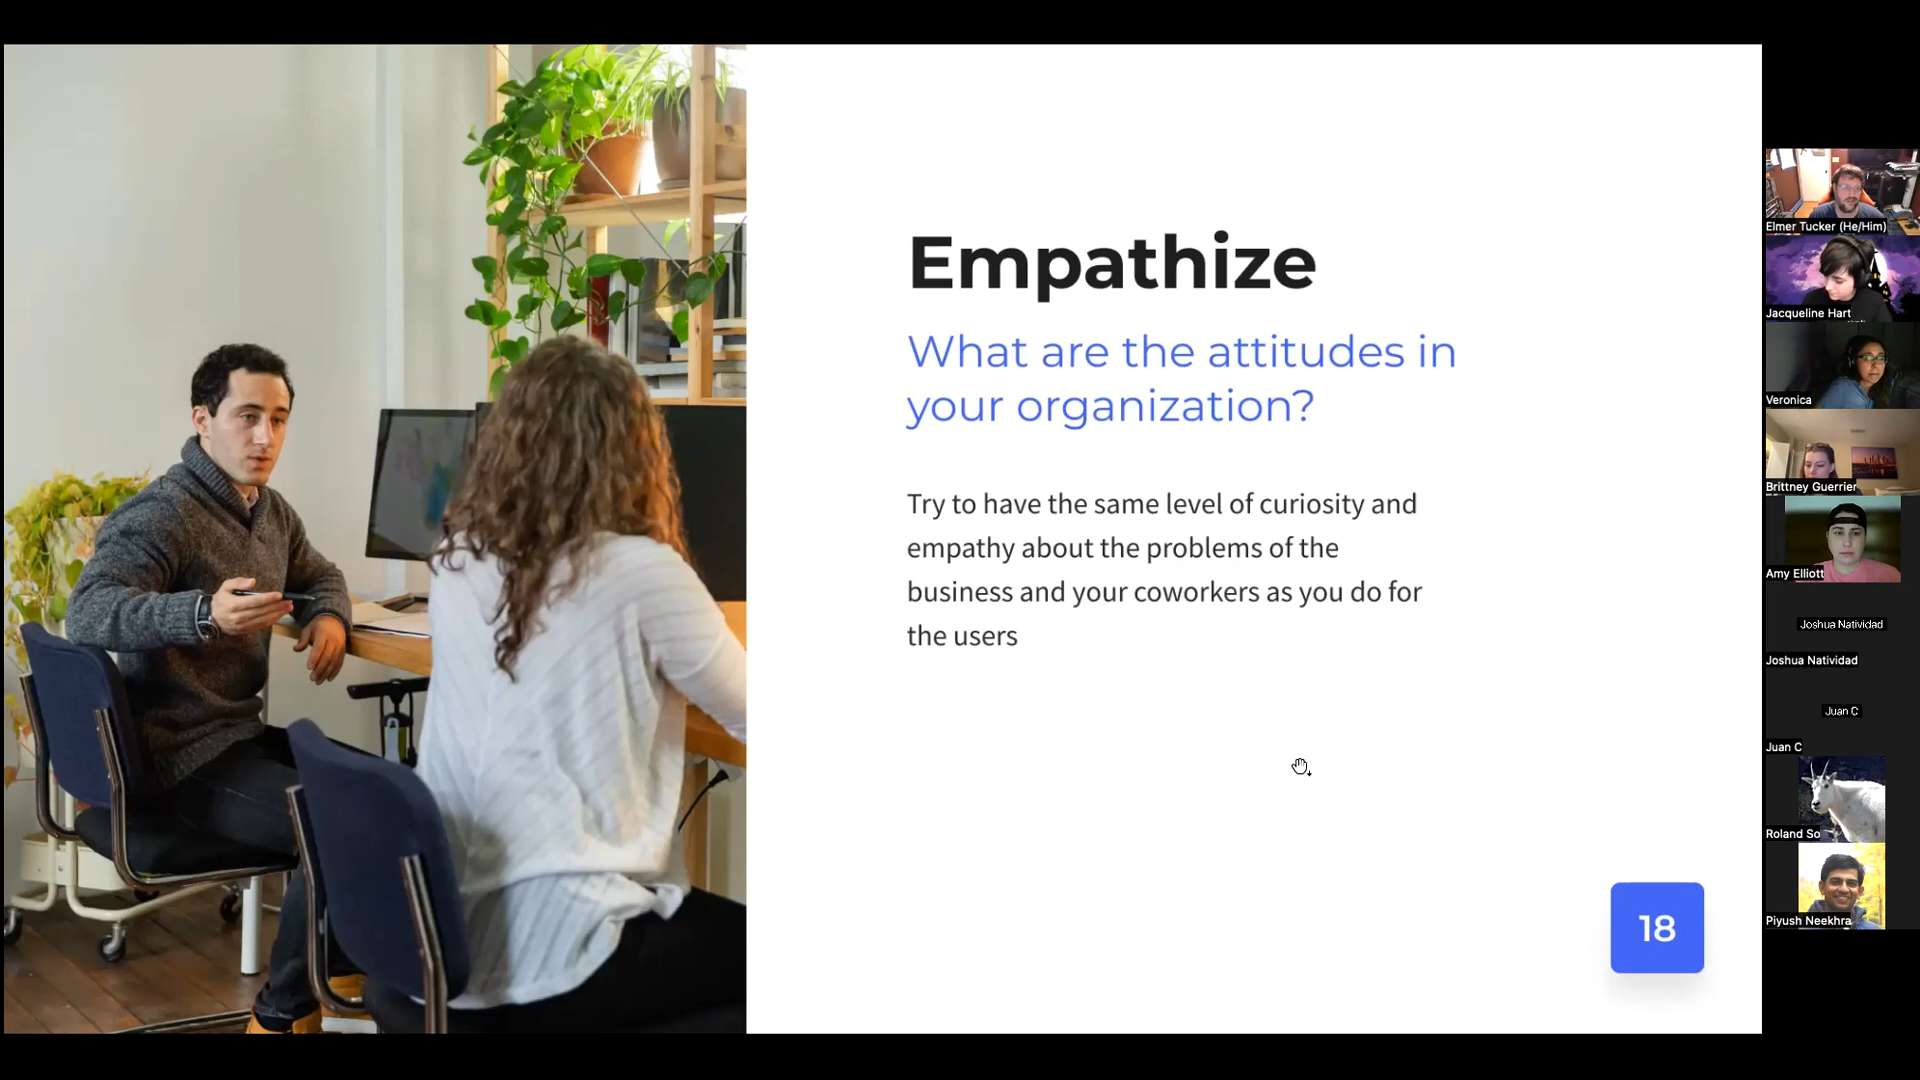 Empathize
What are the attitudes in
your organization?
Try to have the same level of curiosity and
empathy about the problems of the
business and your coworkers as you do for
the users
18
Elmer Tucker (He/Him)
Jacqueline Hart
Veronica
Brittney Guerrier
Amy Elliott
Joshua Natividad
Joshua Natividad
Juan C
Juan C
Roland So
Piyush Neekhra